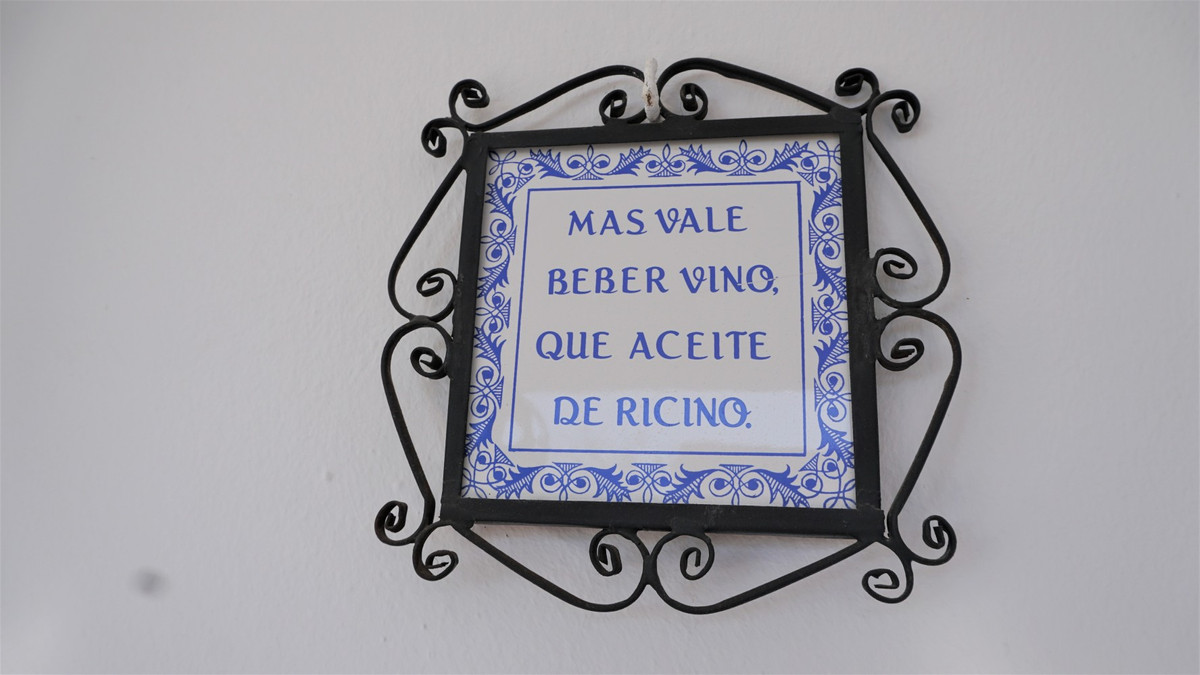 MAS VALE
BEBER VINO,
QUE ACEITE
DE RICINO.